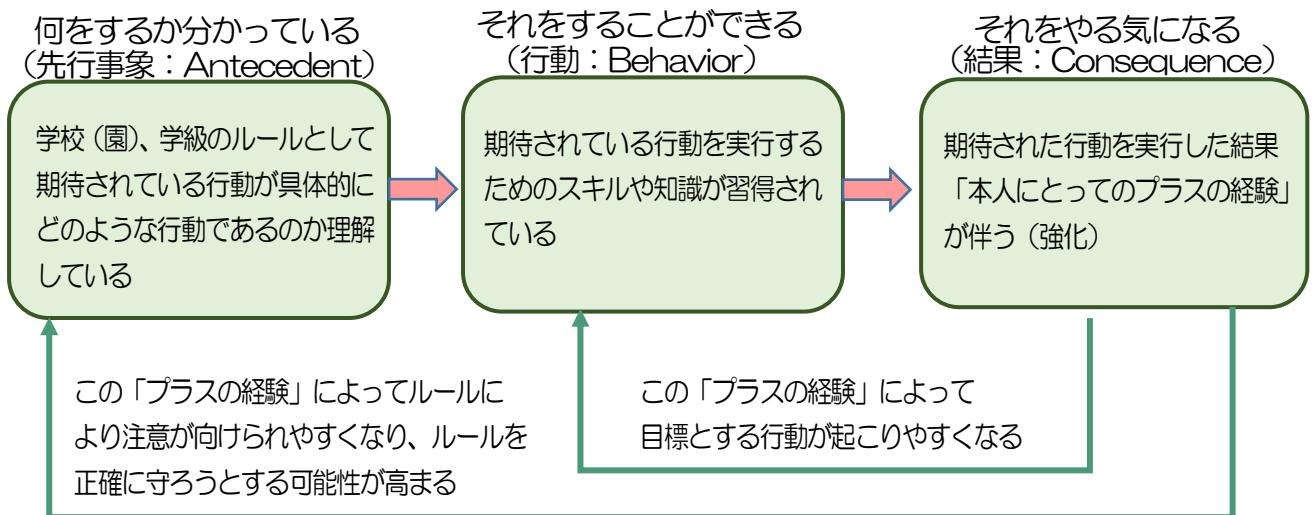 何をするか分かっている
（先行事象：Antecedent）
学校（園）、学級のルールとして
期待されている行動が具体的に
どのような行動であるのか理解
している
それをすることができる
（行動：Behavior）
期待されている行動を実行する
ためのスキルや知識が習得され
ている
それをやる気になる
（結果：Consequence）
期待された行動を実行した結果
「本人にとってのプラスの経験」
が伴う（強化）
この「プラスの経験」によってルールに
より注意が向けられやすくなり、ルールを
正確に守ろうとする可能性が高まる
この「プラスの経験」によって
目標とする行動が起こりやすくなる